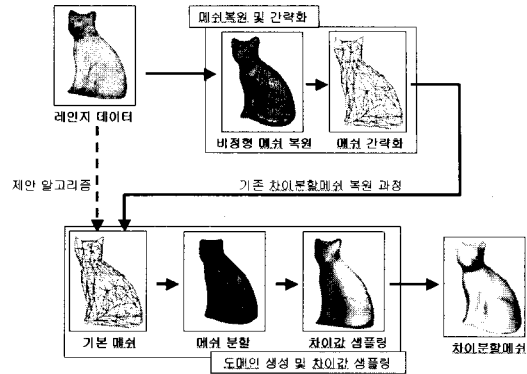 메쉬복원 및 간략화
레인지 데이터
비정형 메쉬 복원
메쉬 간략화
제안 알고리즘
기존 차이분할메쉬 복원 과정
기본 메쉬
메쉬 분할
차이값 샘플링
차이분할메쉬
도메인 생성 및 차이값 샘플링